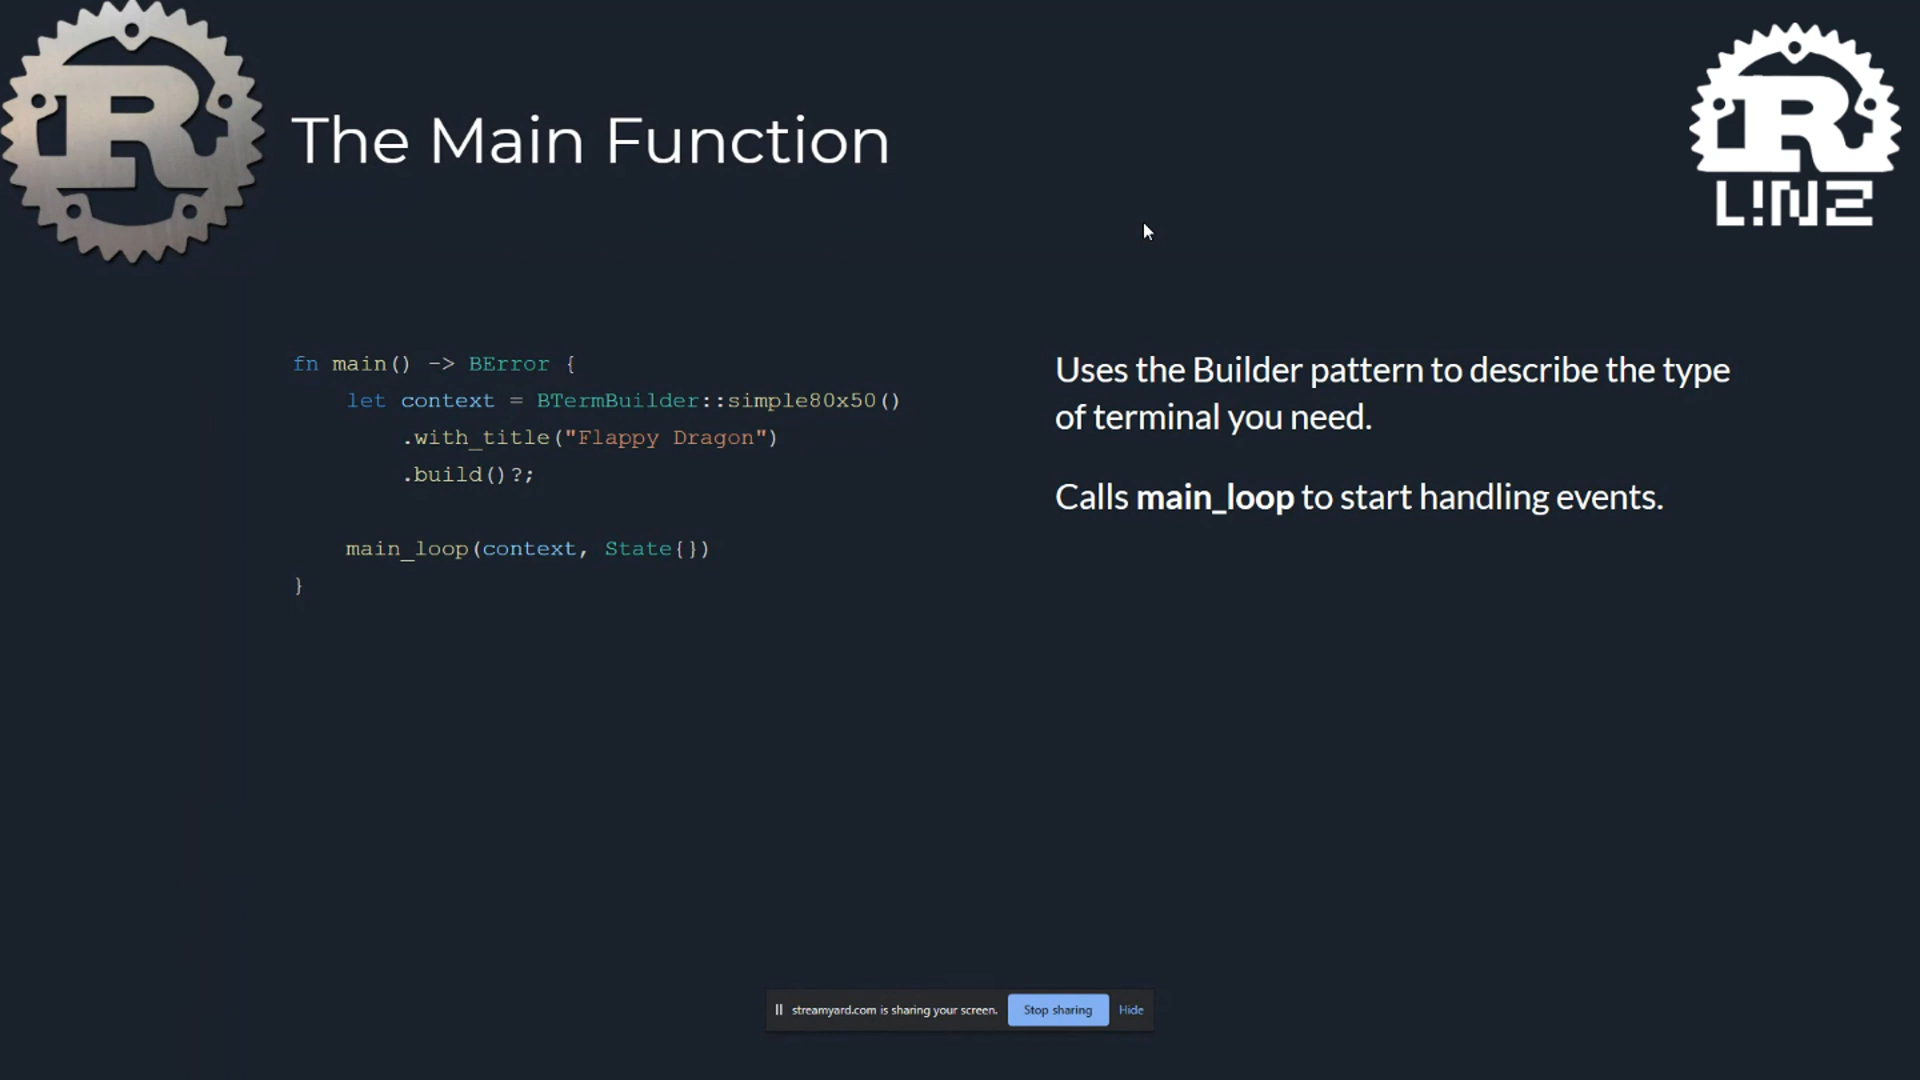 The Main Function
R
R
L!NZ
fn main() -> BError {
    let context = BTermBuilder::simple80x50()
        .with_title("Flappy Dragon")
        .build()?;
    main_loop(context, State{})
}
Uses the Builder pattern to describe the type
of terminal you need.
Calls main_loop to start handling events.
streamyard.com is sharing your screen.
Stop sharing
Hide